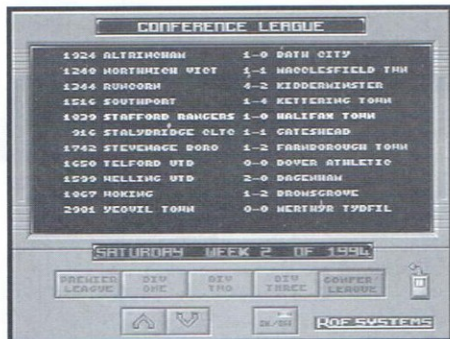 CONFERENCE LEAGUE
1924 ALTRINCHAM 1-0 BATH CITY
1240 NORTHWICH VICT 1-1 MACCLESFIELD TWN
1244 RUNCORN 4-2 KIDDERMINSTER
1516 SOUTHPORT 1-4 KETTERING TOWN
1039 STAFFORD RANGERS 1-0 HALIFAX TOWN
916 STALYBRIDGE CLTC 1-1 GATESHEAD
1742 STEVENAGE BORO 1-2 FARNBOROUGH TOWN
1650 TELFORD UTD 0-0 DOVER ATHLETIC
1599 WELLING UTD 2-0 DAGENHAM
1067 WOKING 1-2 BROMSGROVE
2901 YEOVIL TOWN 0-0 MERTHYR TYDFIL
SATURDAY WEEK 2 OF 1994
PREMIER LEAGUE DIV ONE DIV TWO DIV THREE CONFER LEAGUE
ROF SYSTEMS